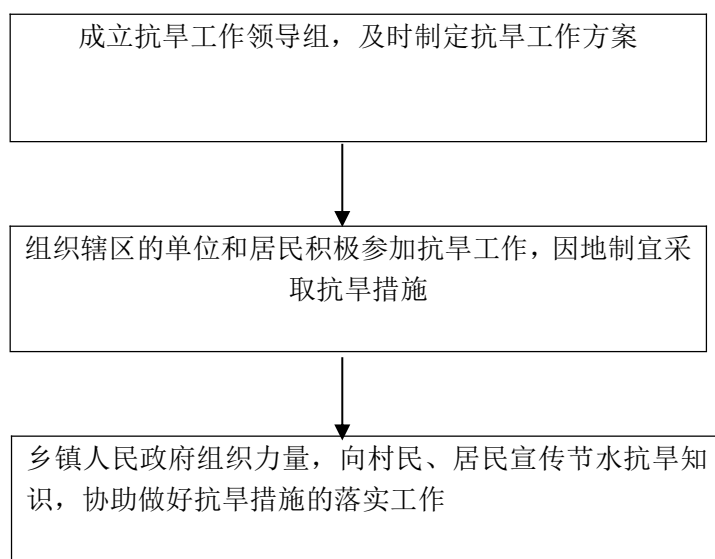 成立抗旱工作领导组，及时制定抗旱工作方案
组织辖区的单位和居民积极参加抗旱工作，因地制宜采
取抗旱措施
乡镇人民政府组织力量，向村民、居民宣传节水抗旱知
识，协助做好抗旱措施的落实工作